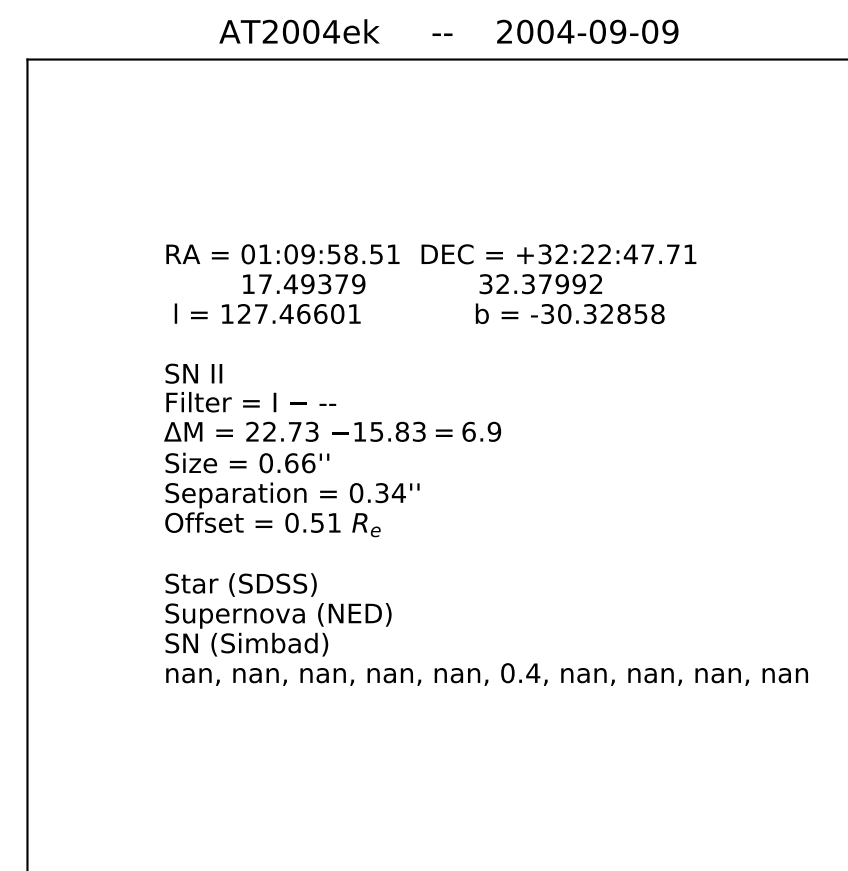 AT2004ek -- 2004-09-09
RA = 01:09:58.51 DEC = +32:22:47.71
17.49379 32.37992
l = 127.46601 b = -30.32858
SN II
Filter = I − --
ΔM = 22.73 −15.83 = 6.9
Size = 0.66''
Separation = 0.34''
Offset = 0.51 Re
Star (SDSS)
Supernova (NED)
SN (Simbad)
nan, nan, nan, nan, nan, 0.4, nan, nan, nan, nan